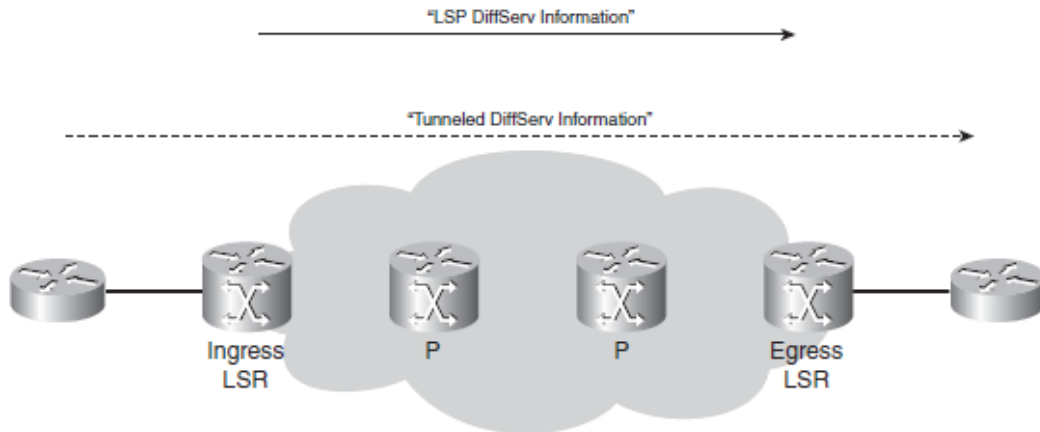 “LSP DiffServ Information”
“Tunneled DiffServ Information”
Ingress LSR
P
P
Egress LSR